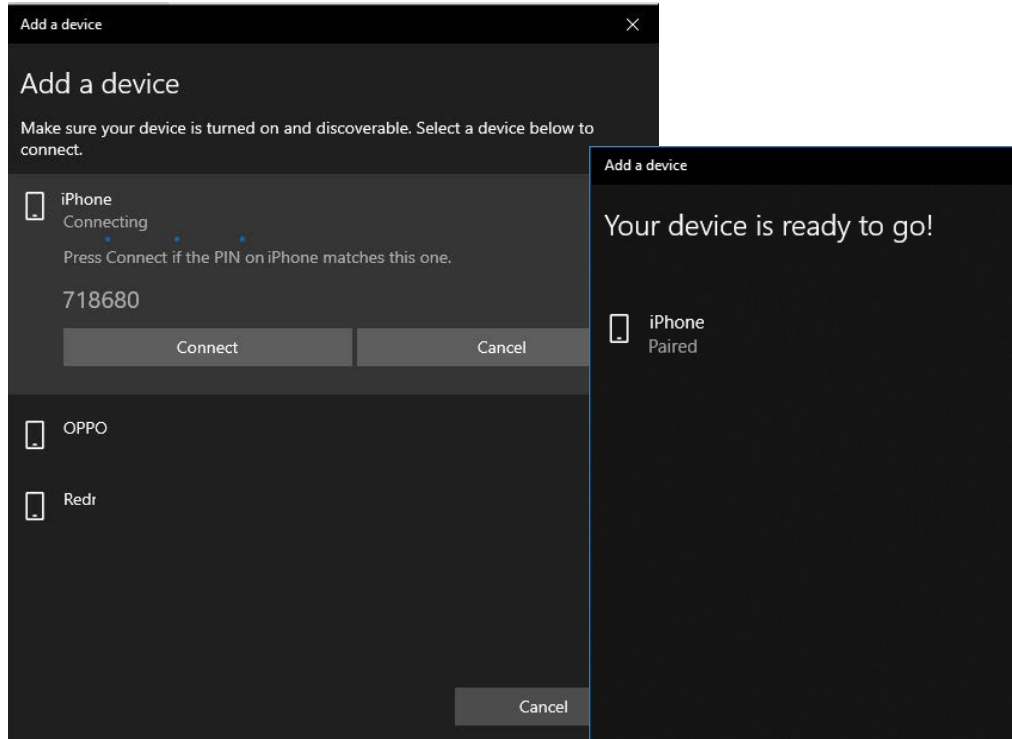 Add a device
Add a device
Make sure your device is turned on and discoverable. Select a device below to
connect.
iPhone
Connecting
Press Connect if the PIN on iPhone matches this one.
718680
Connect
Cancel
OPPO
Redr
Cancel
Add a device
Your device is ready to go!
iPhone
Paired